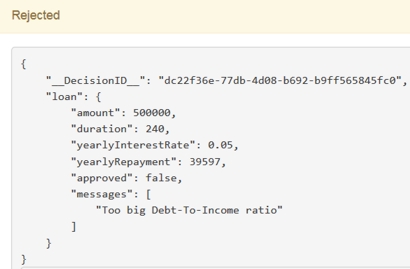 Rejected
{
    "__DecisionID__": "dc22f36e-77db-4d08-b692-b9ff565845fc0",
    "loan": {
        "amount": 500000,
        "duration": 240,
        "yearlyInterestRate": 0.05,
        "yearlyRepayment": 39597,
        "approved": false,
        "messages": [
            "Too big Debt-To-Income ratio"
        ]
    }
}